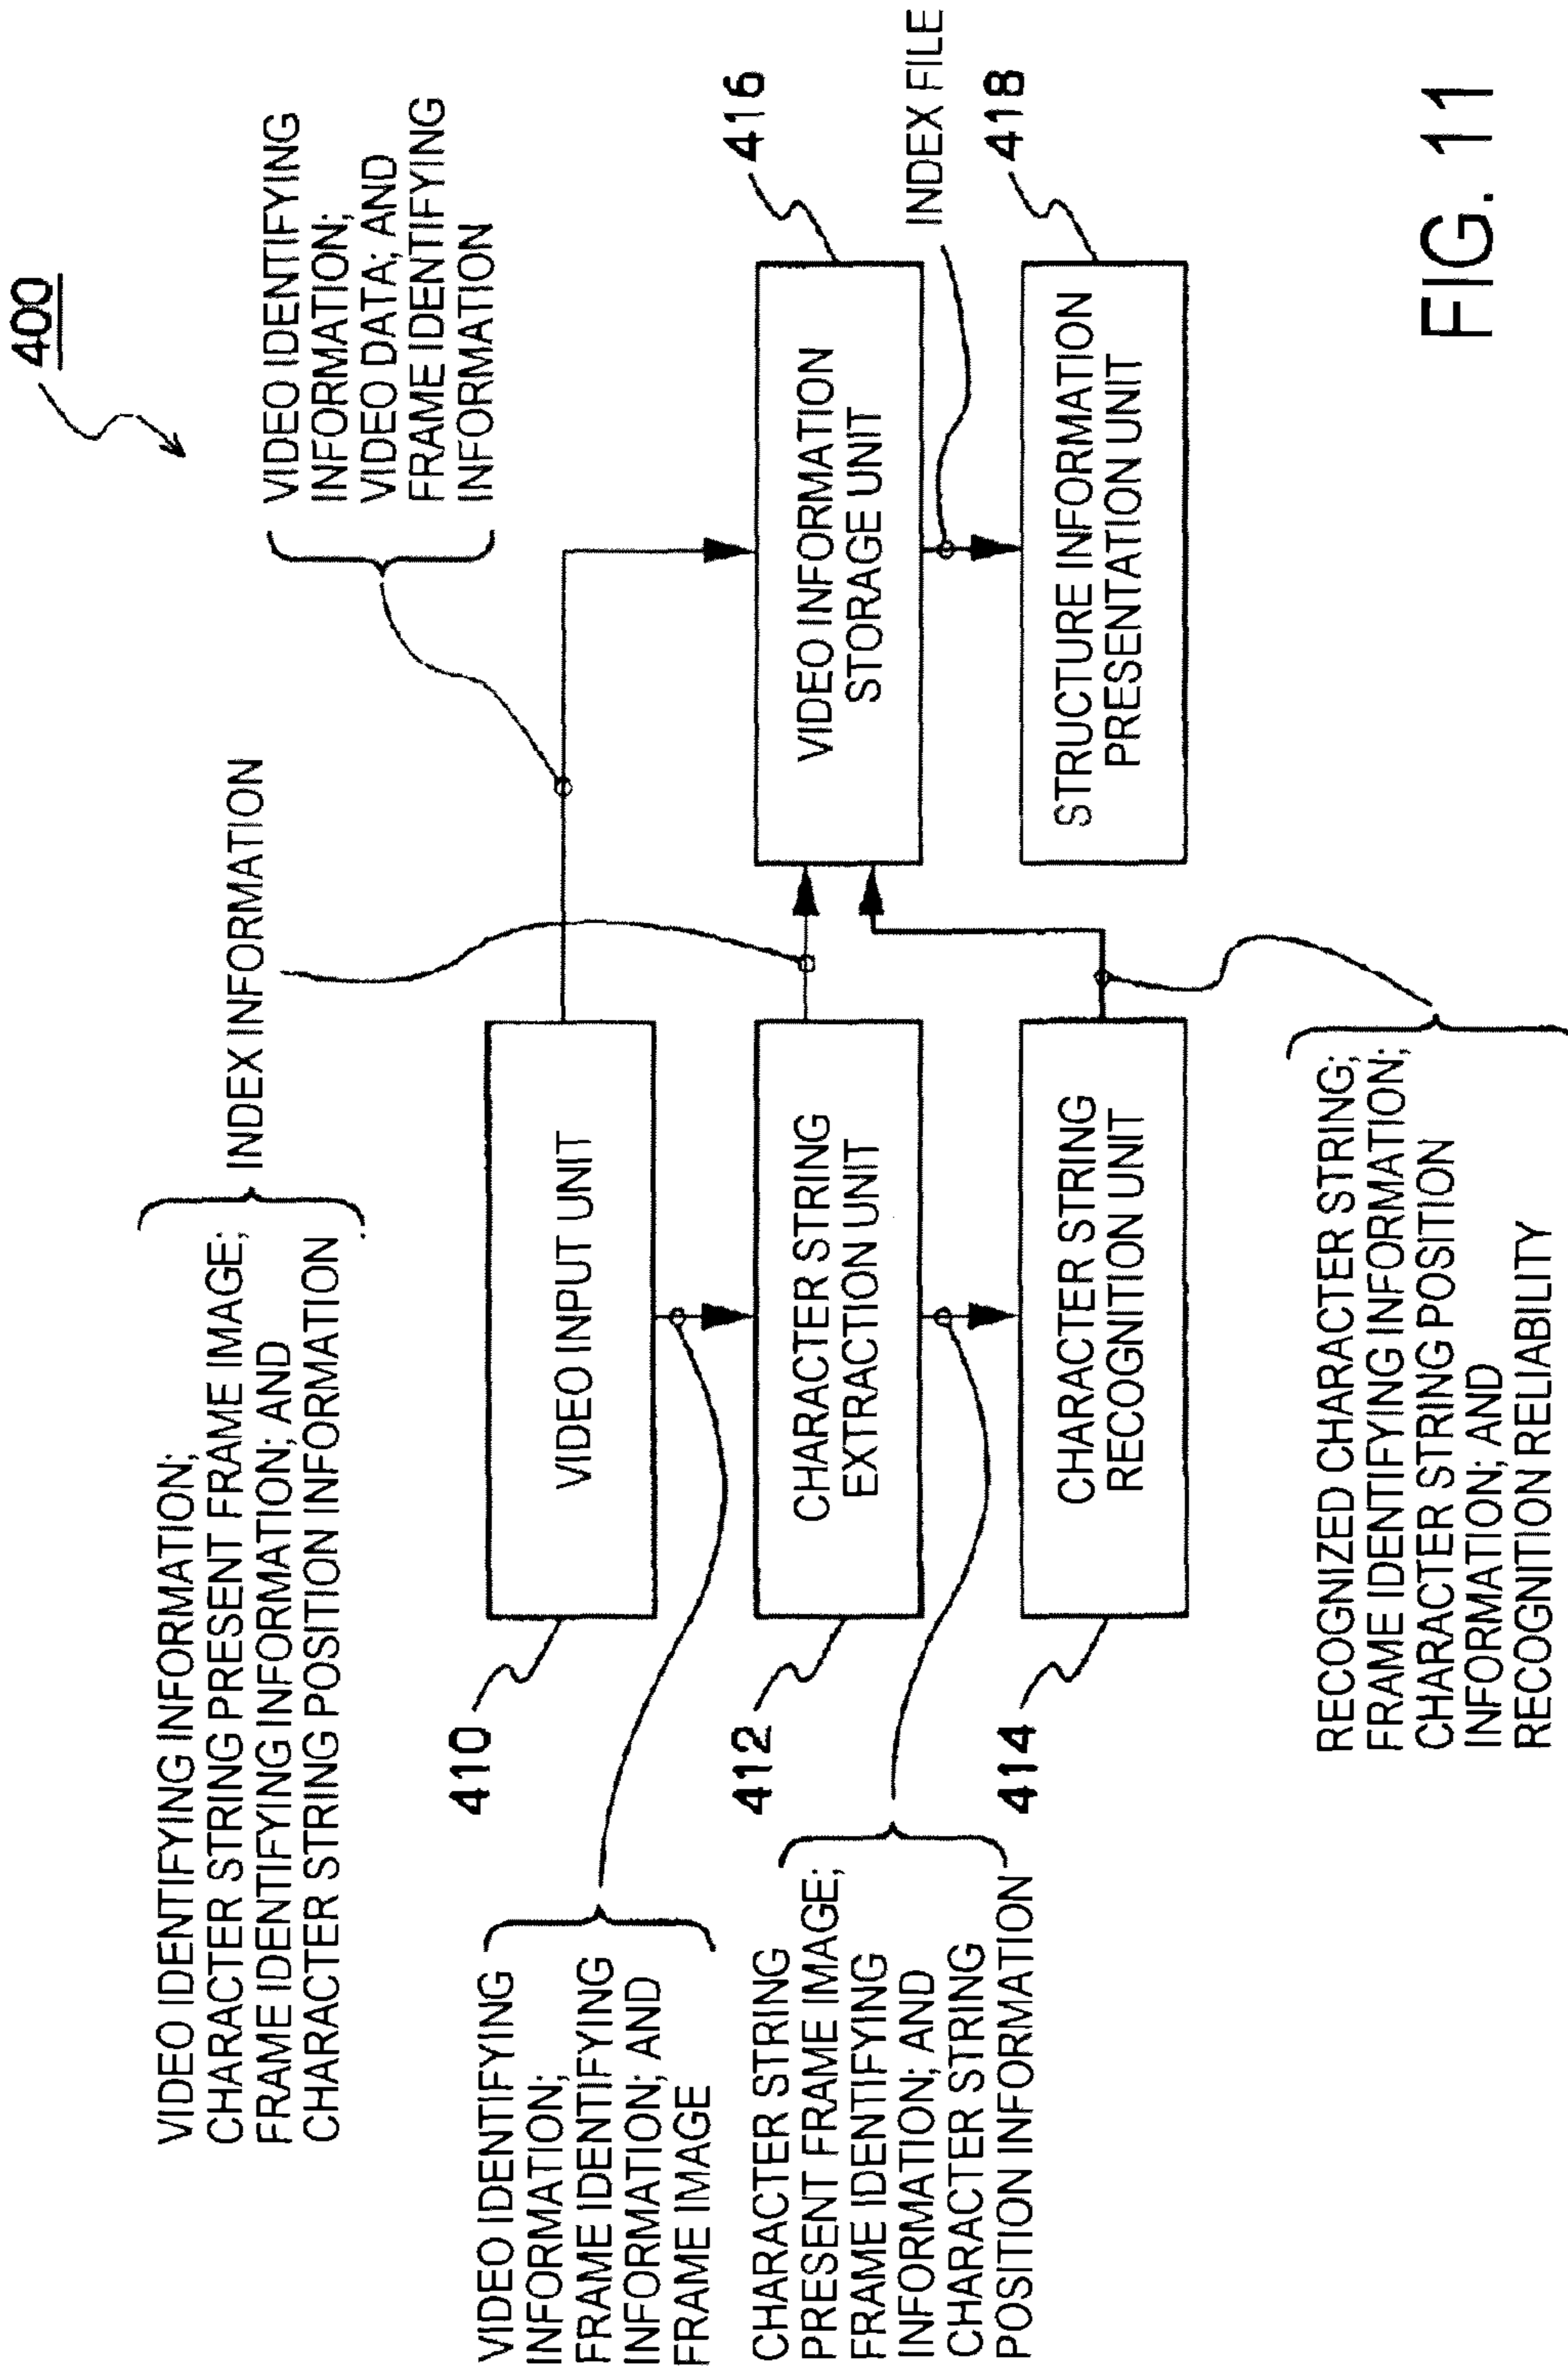 400
VIDEO IDENTIFYING INFORMATION;
CHARACTER STRING PRESENT FRAME IMAGE;
FRAME IDENTIFYING INFORMATION; AND
CHARACTER STRING POSITION INFORMATION
INDEX INFORMATION
VIDEO IDENTIFYING
INFORMATION;
VIDEO DATA; AND
FRAME IDENTIFYING
INFORMATION
VIDEO IDENTIFYING
INFORMATION;
FRAME IDENTIFYING
INFORMATION; AND
FRAME IMAGE
410
VIDEO INPUT UNIT
CHARACTER STRING
PRESENT FRAME IMAGE;
FRAME IDENTIFYING
INFORMATION; AND
CHARACTER STRING
POSITION INFORMATION
412
CHARACTER STRING
EXTRACTION UNIT
VIDEO INFORMATION
STORAGE UNIT
416
INDEX FILE
414
CHARACTER STRING
RECOGNITION UNIT
STRUCTURE INFORMATION
PRESENTATION UNIT
418
RECOGNIZED CHARACTER STRING;
FRAME IDENTIFYING INFORMATION;
CHARACTER STRING POSITION
INFORMATION; AND
RECOGNITION RELIABILITY
FIG. 11